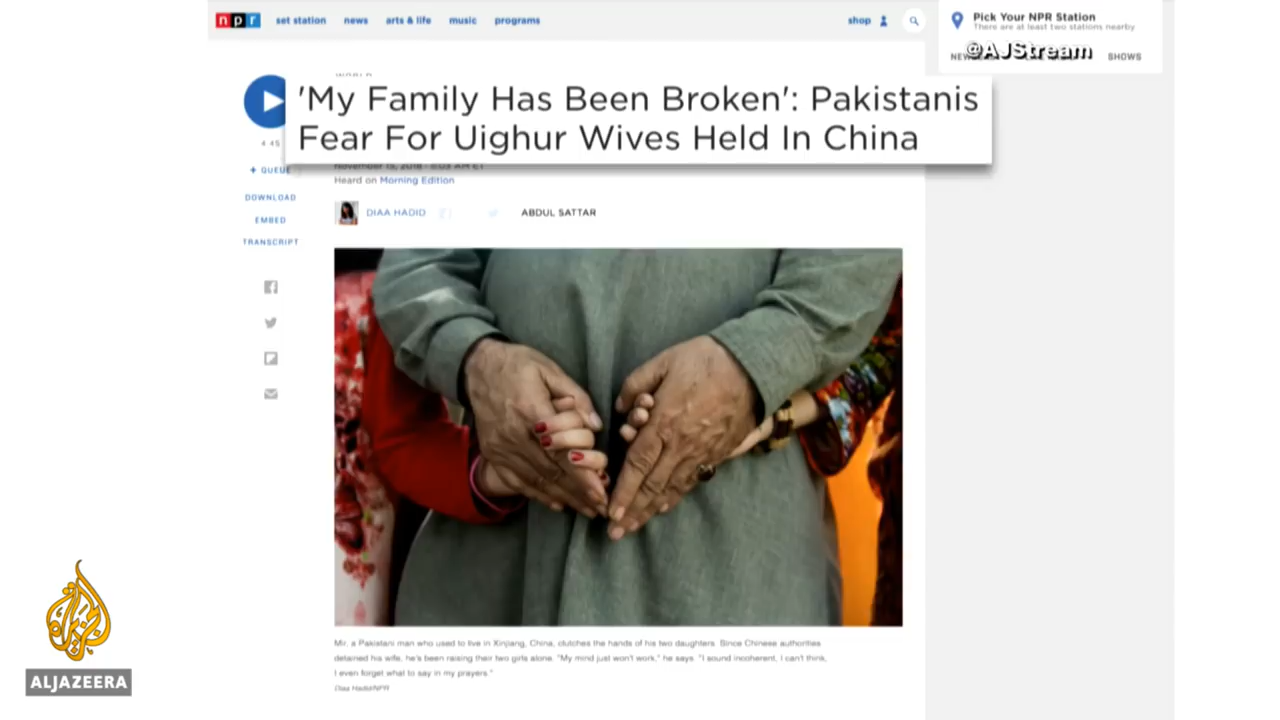 npr set station news arts & life music programs shop
Pick Your NPR Station
There are at least two stations nearby
@AJStream
SHOWS
WORLD
'My Family Has Been Broken': Pakistanis
Fear For Uighur Wives Held In China
4:45
+ QUEUE
Heard on Morning Edition
DOWNLOAD
EMBED
TRANSCRIPT
DIAA HADID
ABDUL SATTAR
Mir, a Pakistani man who used to live in Xinjiang, China, clutches the hands of his two daughters. Since Chinese authorities
detained his wife, he's been raising their two girls alone. "My mind just won't work," he says. "I sound incoherent, I can't think,
I even forget what to say in my prayers."
Diaa Hadid/NPR
ALJAZEERA